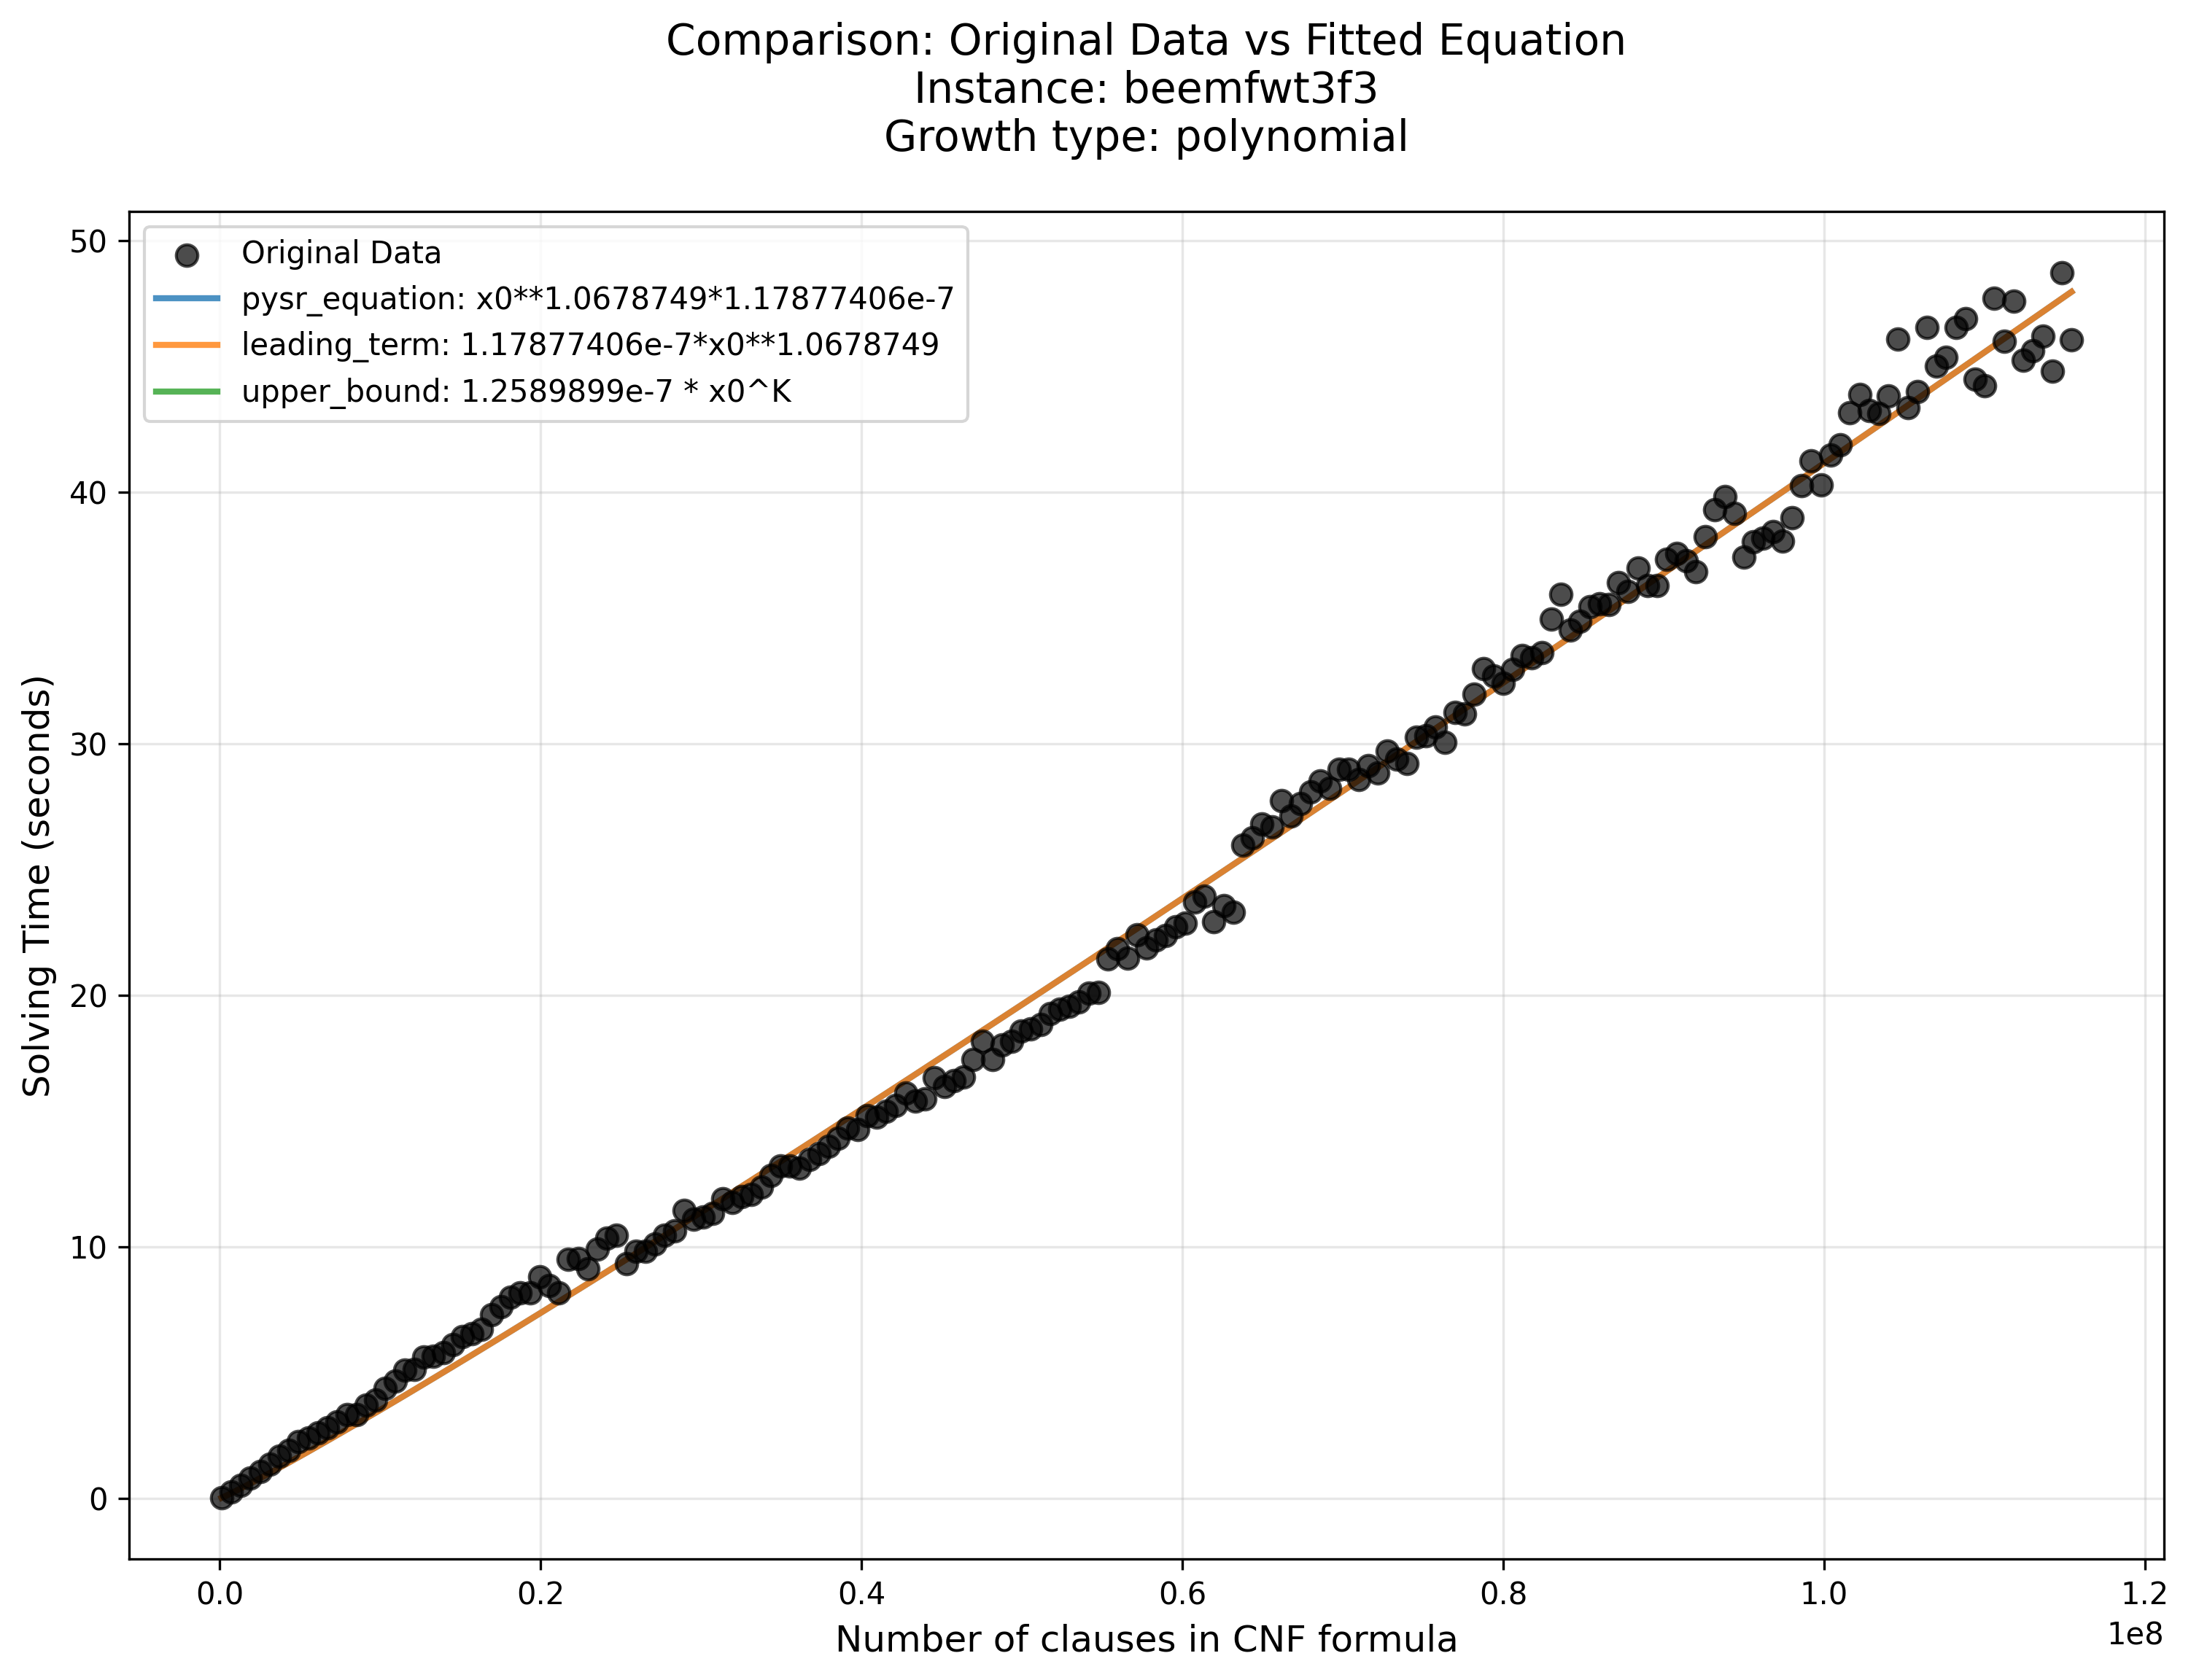 Comparison: Original Data vs Fitted Equation
Instance: beemfwt3f3
Growth type: polynomial
Original Data
pysr_equation: x0**1.0678749*1.17877406e-7
leading_term: 1.17877406e-7*x0**1.0678749
upper_bound: 1.2589899e-7 * x0^K
50
40
30
20
10
0
Solving Time (seconds)
0.0 0.2 0.4 0.6 0.8 1.0 1.2
1e8
Number of clauses in CNF formula